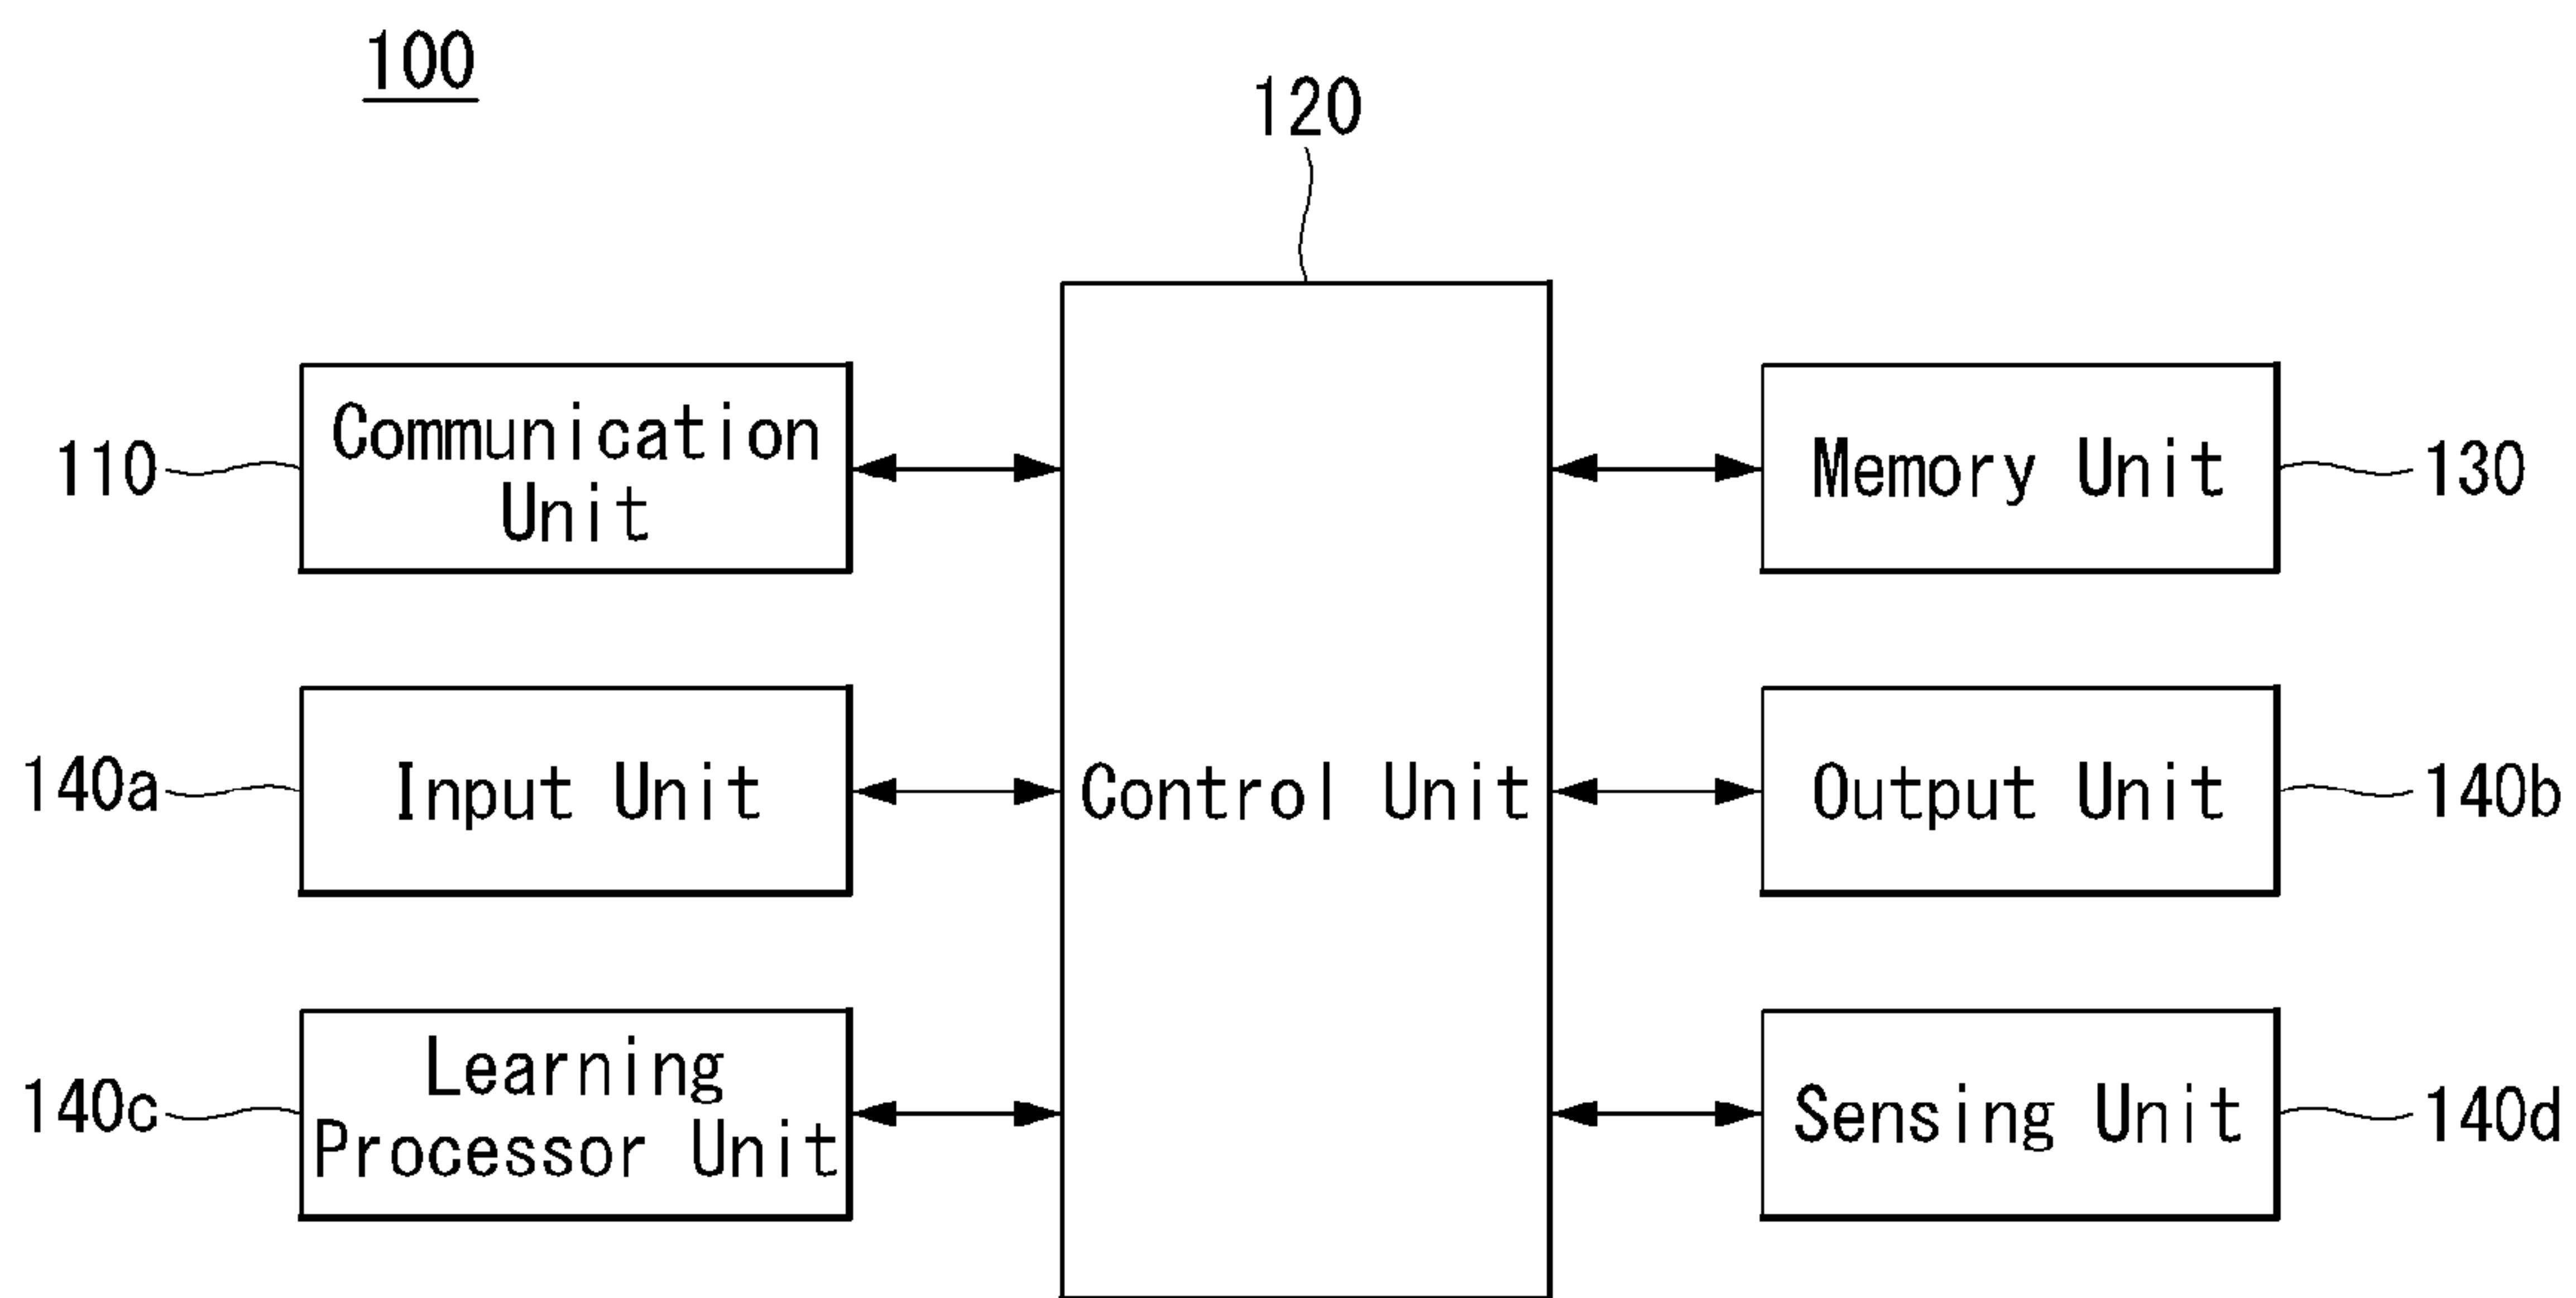 100
120
110
Communication
Unit
Memory Unit
130
140a
Input Unit
Control Unit
Output Unit
140b
140c
Learning
Processor Unit
Sensing Unit
140d